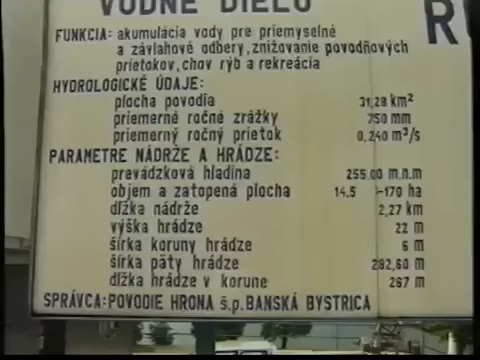 VODNÉ DIELO
FUNKCIA: akumulácia vody pre priemyselné
a závlahové odbery, znižovanie povodňových
prietokov, chov rýb a rekreácia
HYDROLOGICKÉ ÚDAJE:
plocha povodia 31,28 km²
priemerné ročné zrážky 750 mm
priemerný ročný prietok 0,240 m³/s
PARAMETRE NÁDRŽE A HRÁDZE:
prevádzková hladina 255,00 m.n.m
objem a zatopená plocha 14.5 -170 ha
dĺžka nádrže 2,27 km
výška hrádze 22 m
šírka koruny hrádze 6 m
šírka päty hrádze 282,60 m
dĺžka hrádze v korune 267 m
SPRÁVCA: POVODIE HRONA š.p. BANSKÁ BYSTRICA